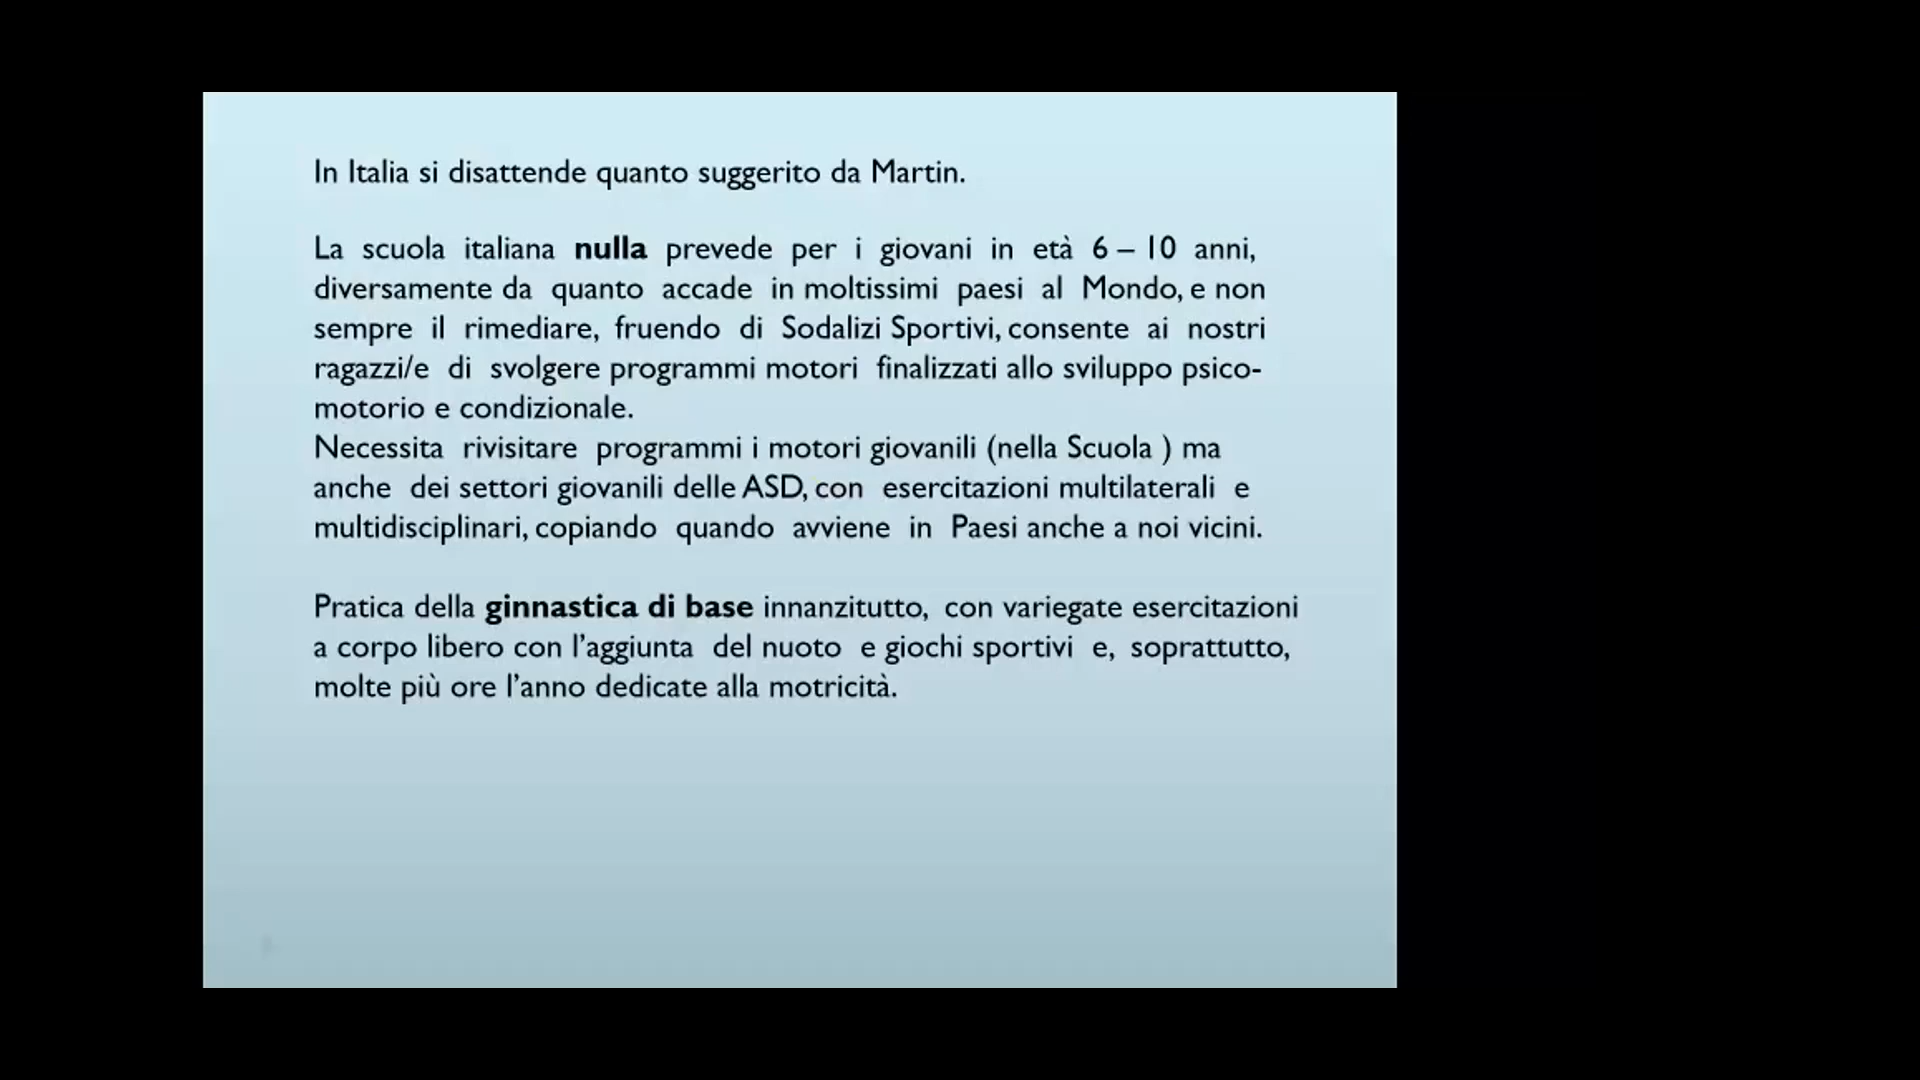 In Italia si disattende quanto suggerito da Martin.
La scuola italiana nulla prevede per i giovani in età 6 – 10 anni,
diversamente da quanto accade in moltissimi paesi al Mondo, e non
sempre il rimediare, fruendo di Sodalizi Sportivi, consente ai nostri
ragazzi/e di svolgere programmi motori finalizzati allo sviluppo psico-
motorio e condizionale.
Necessita rivisitare programmi i motori giovanili (nella Scuola ) ma
anche dei settori giovanili delle ASD, con esercitazioni multilaterali e
multidisciplinari, copiando quando avviene in Paesi anche a noi vicini.
Pratica della ginnastica di base innanzitutto, con variegate esercitazioni
a corpo libero con l’aggiunta del nuoto e giochi sportivi e, soprattutto,
molte più ore l’anno dedicate alla motricità.